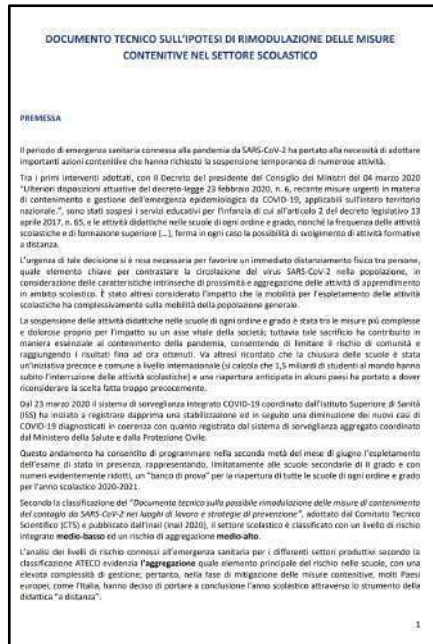 DOCUMENTO TECNICO SULL'IPOTESI DI RIMODULAZIONE DELLE MISURE
CONTENITIVE NEL SETTORE SCOLASTICO
PREMESSA
Il periodo di emergenza sanitaria connessa alla pandemia da SARS-CoV-2 ha portato alla necessità di adottare
importanti azioni contenitive che hanno richiesto la sospensione temporanea di numerose attività.
Tra i primi interventi adottati, con il Decreto del presidente del Consiglio dei Ministri del 04 marzo 2020
"Ulteriori disposizioni attuative del decreto-legge 23 febbraio 2020, n. 6, recante misure urgenti in materia
di contenimento e gestione dell'emergenza epidemiologica da COVID-19, applicabili sull'intero territorio
nazionale.", sono stati sospesi i servizi educativi per l'infanzia di cui all'articolo 2 del decreto legislativo 13
aprile 2017, n. 65, e le attività didattiche nelle scuole di ogni ordine e grado, nonché la frequenza delle attività
scolastiche e di formazione superiore [...], ferma in ogni caso la possibilità di svolgimento di attività formative
a distanza.
L'urgenza di tale decisione si è resa necessaria per favorire un immediato distanziamento fisico tra persone,
quale elemento chiave per contrastare la circolazione del virus SARS-CoV-2 nella popolazione, in
considerazione delle caratteristiche intrinseche di prossimità e aggregazione delle attività di apprendimento
in ambito scolastico. È stato altresì considerato l'impatto che la mobilità per l'espletamento delle attività
scolastiche ha complessivamente sulla mobilità della popolazione generale.
La sospensione delle attività didattiche nelle scuole di ogni ordine e grado è stata tra le misure più complesse
e dolorose proprio per l'impatto su un asse vitale della società; tuttavia tale sacrificio ha contribuito in
maniera essenziale al contenimento della pandemia, consentendo di limitare il rischio di comunità e
raggiungendo i risultati fino ad ora ottenuti. Va altresì ricordato che la chiusura delle scuole è stata
un'iniziativa precoce e comune a livello internazionale (si calcola che 1,5 miliardi di studenti al mondo hanno
subito l'interruzione delle attività scolastiche) e una riapertura anticipata in alcuni paesi ha portato a dover
riconsiderare la scelta fatta troppo precocemente.
Dal 23 marzo 2020 il sistema di sorveglianza integrato COVID-19 coordinato dall'Istituto Superiore di Sanità
(ISS) ha iniziato a registrare dapprima una stabilizzazione ed in seguito una diminuzione dei nuovi casi di
COVID-19 diagnosticati in coerenza con quanto registrato dal sistema di sorveglianza aggregato coordinato
dal Ministero della Salute e dalla Protezione Civile.
Questo andamento ha consentito di programmare nella seconda metà del mese di giugno l'espletamento
dell'esame di stato in presenza, rappresentando, limitatamente alle scuole secondarie di II grado e con
numeri evidentemente ridotti, un "banco di prova" per la riapertura di tutte le scuole di ogni ordine e grado
per l'anno scolastico 2020-2021.
Secondo la classificazione del "Documento tecnico sulla possibile rimodulazione delle misure di contenimento
del contagio da SARS-CoV-2 nei luoghi di lavoro e strategie di prevenzione", adottato dal Comitato Tecnico
Scientifico (CTS) e pubblicato dall'Inail (Inail 2020), il settore scolastico è classificato con un livello di rischio
integrato medio-basso ed un rischio di aggregazione medio-alto.
L'analisi dei livelli di rischio connessi all'emergenza sanitaria per i differenti settori produttivi secondo la
classificazione ATECO evidenzia l'aggregazione quale elemento principale del rischio nelle scuole, con una
elevata complessità di gestione; pertanto, nella fase di mitigazione delle misure contenitive, molti Paesi
europei, come l'Italia, hanno deciso di portare a conclusione l'anno scolastico attraverso lo strumento della
didattica "a distanza".
1